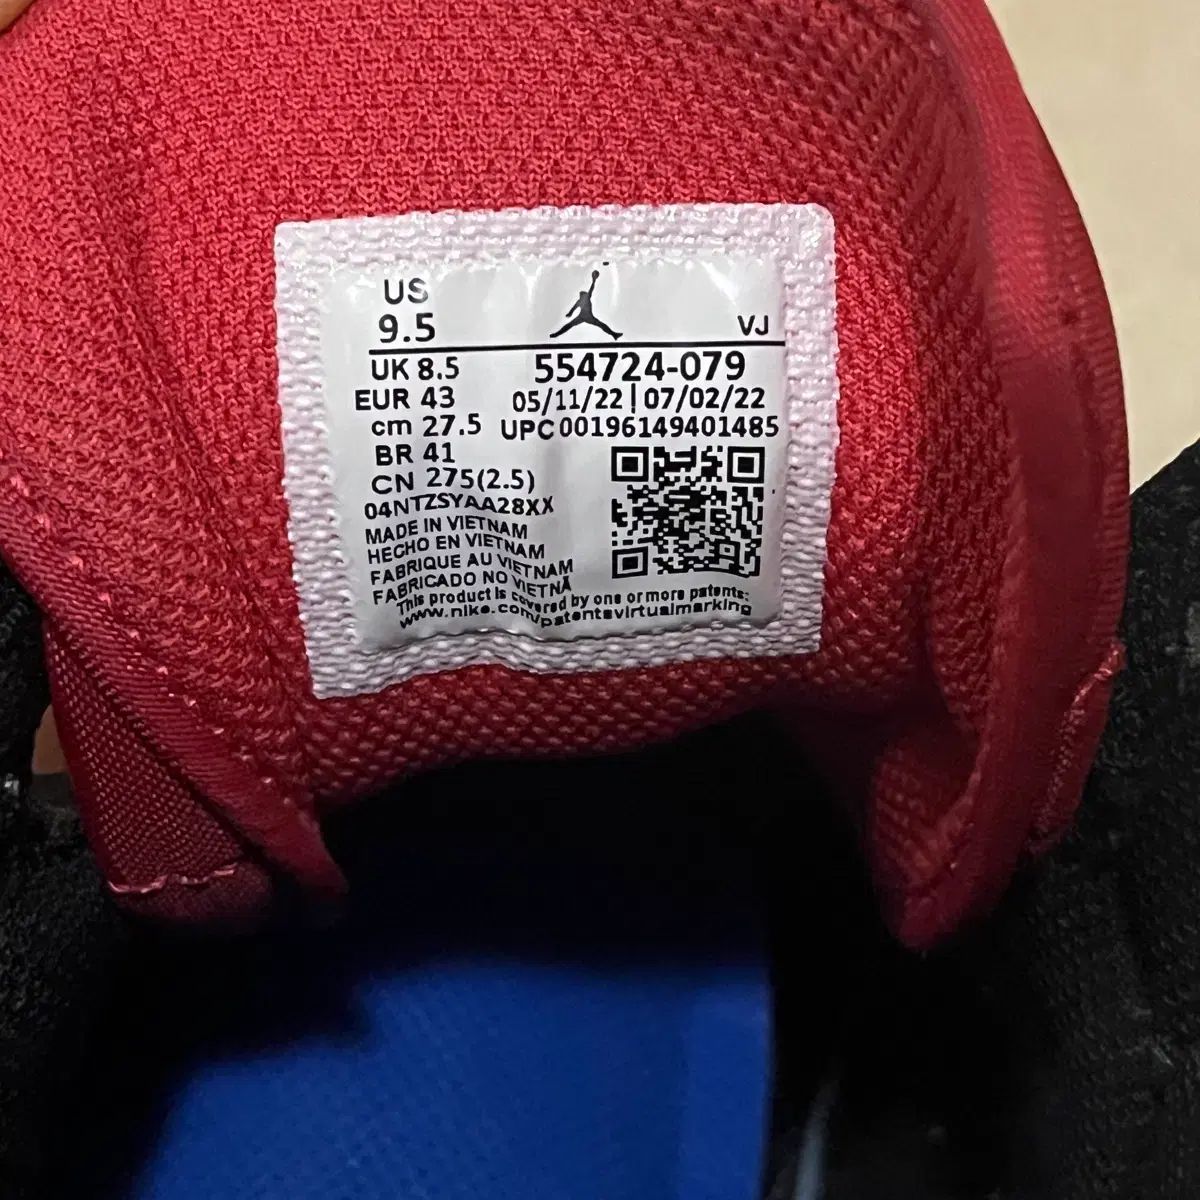 US
9.5
VJ
UK 8.5
554724-079
EUR 43
05/11/22|07/02/22
cm 27.5
UPC00196149401485
BR 41
CN 275(2.5)
04NTZSYAA28XX
MADE IN VIETNAM
HECHO EN VIETNAM
FABRIQUE AU VIETNAM
FABRICADO NO VIETNÃ
This product is covered by one or more patents:
www.nike.com/patentsvirtualmarking